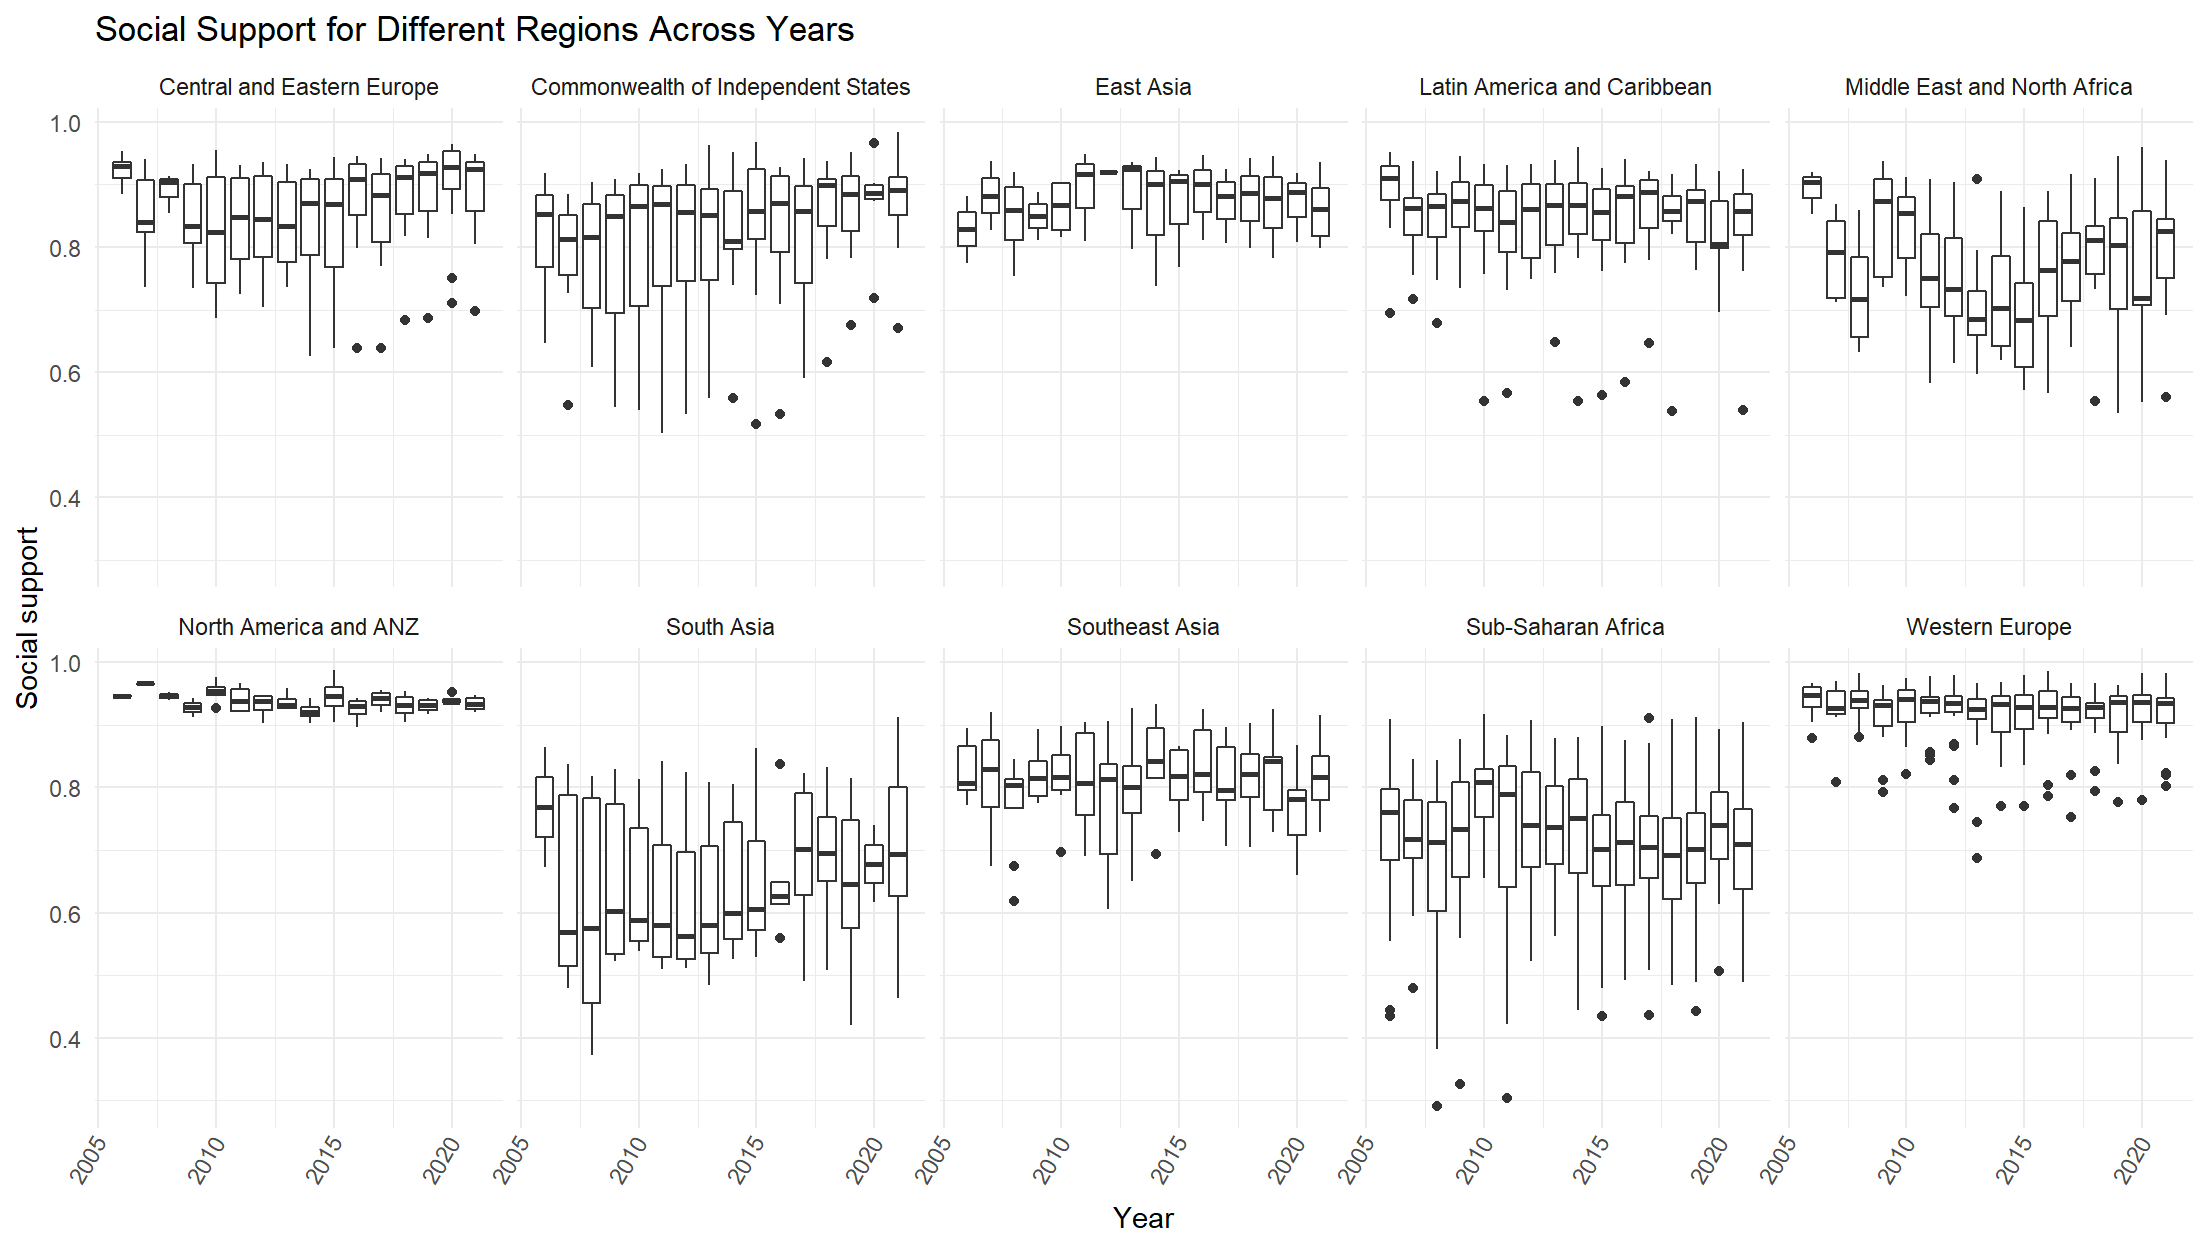 Social Support for Different Regions Across Years
Central and Eastern Europe
Commonwealth of Independent States
East Asia
Latin America and Caribbean
Middle East and North Africa
1.0
0.8
0.6
0.4
Social support
North America and ANZ
South Asia
Southeast Asia
Sub-Saharan Africa
Western Europe
1.0
0.8
0.6
0.4
2005
2010
2015
2020
2005
2010
2015
2020
2005
2010
2015
2020
2005
2010
2015
2020
2005
2010
2015
2020
Year